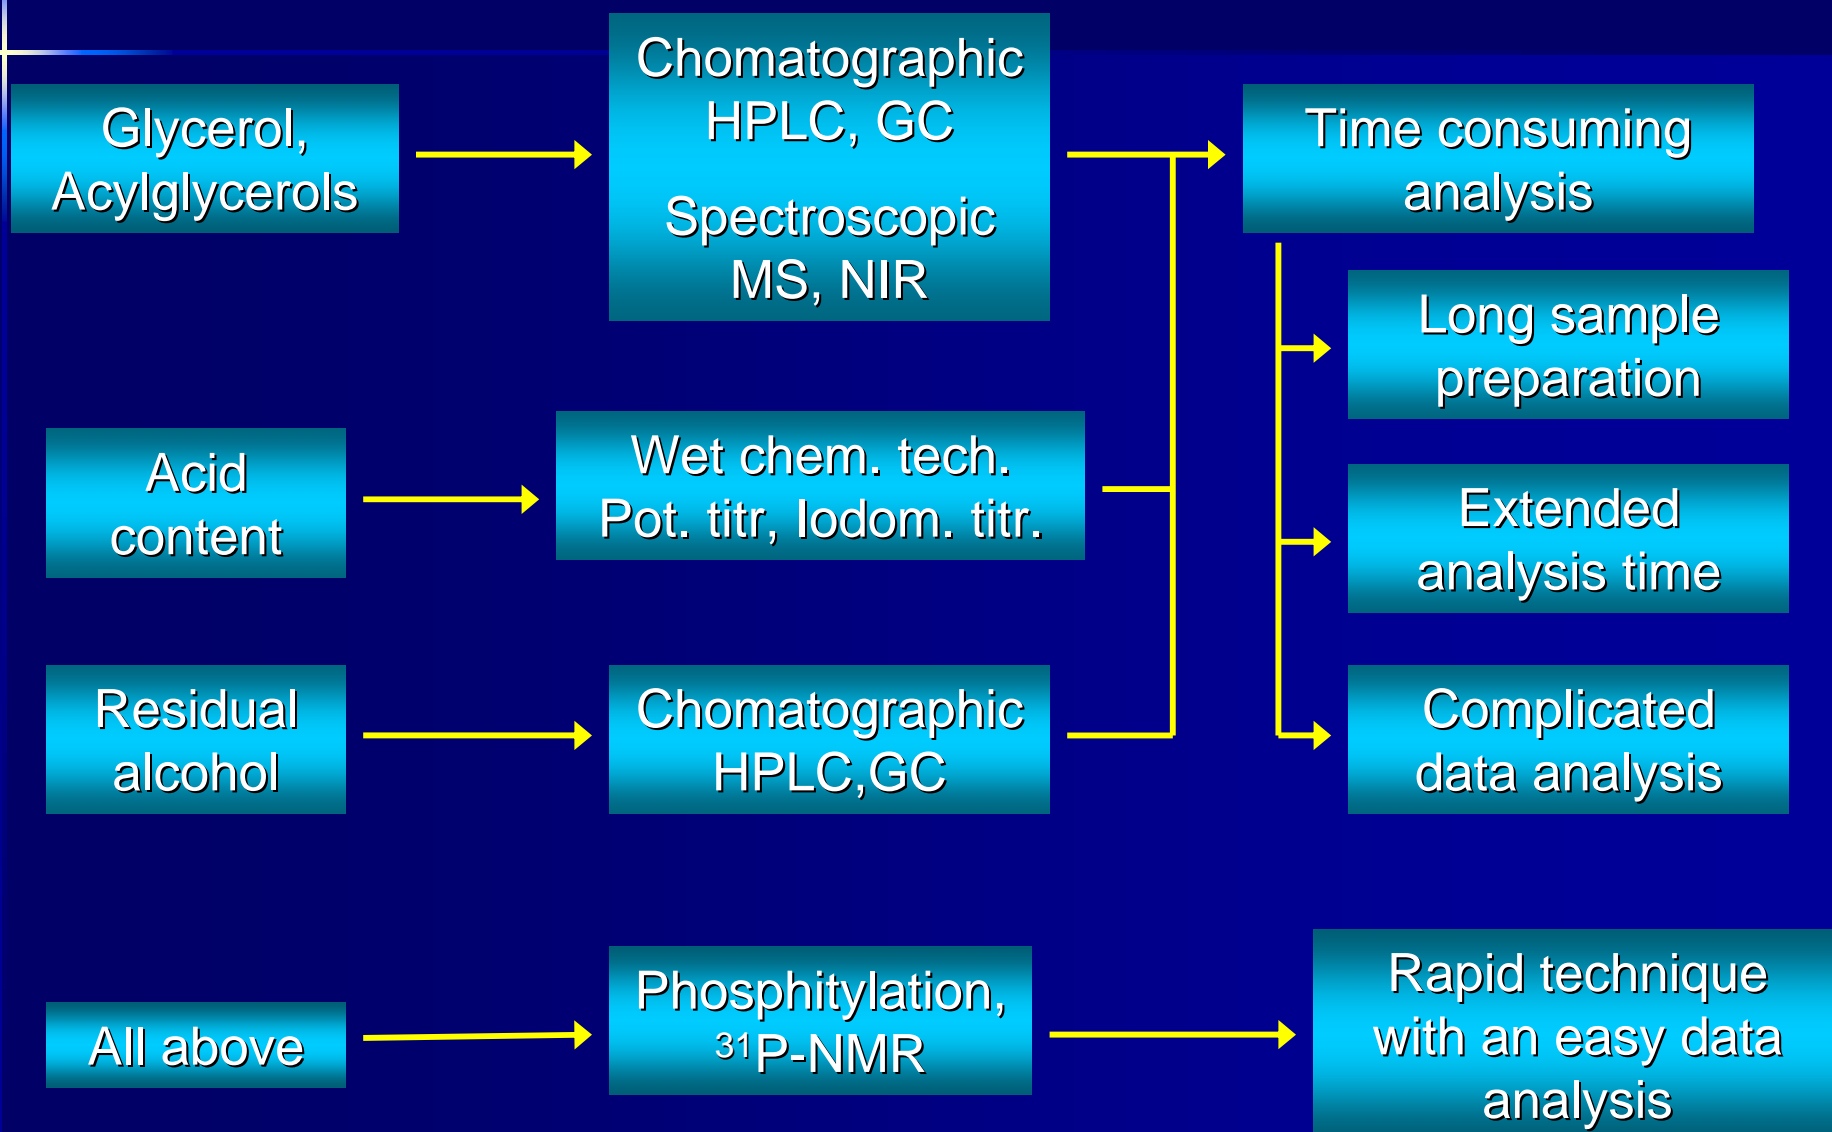 Glycerol,
Acylglycerols
Chomatographic
HPLC, GC
Spectroscopic
MS, NIR
Time consuming
analysis
Long sample
preparation
Extended
analysis time
Complicated
data analysis
Acid
content
Wet chem. tech.
Pot. titr, Iodom. titr.
Residual
alcohol
Chomatographic
HPLC,GC
All above
Phosphitylation,
³¹P-NMR
Rapid technique
with an easy data
analysis